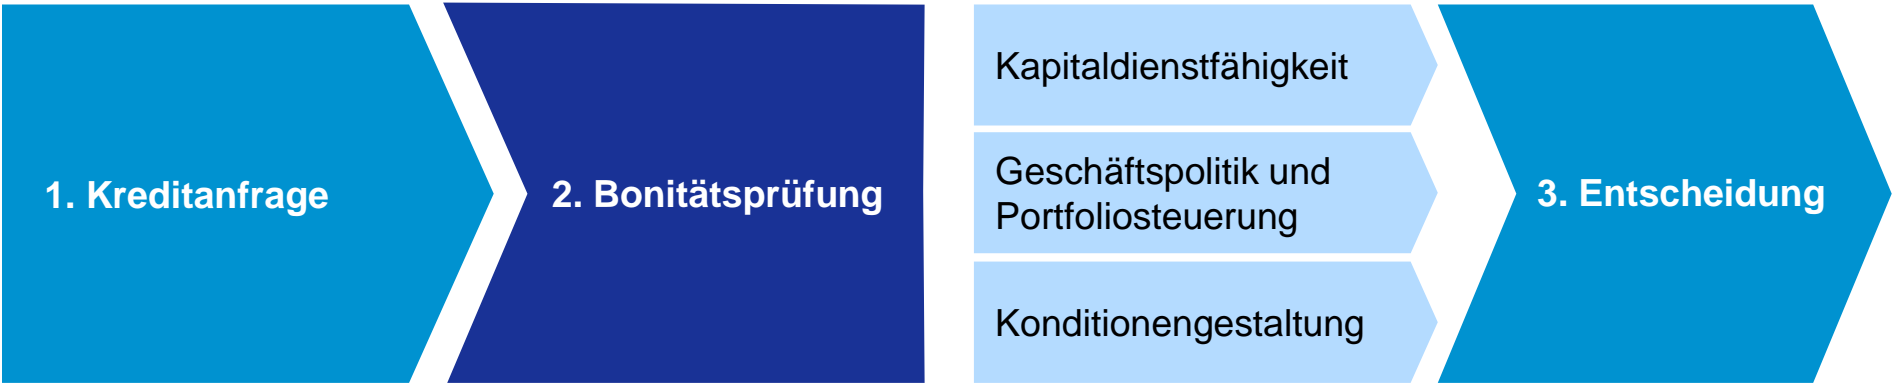 1. Kreditanfrage
2. Bonitätsprüfung
Kapitaldienstfähigkeit
Geschäftspolitik und
Portfoliosteuerung
Konditionengestaltung
3. Entscheidung